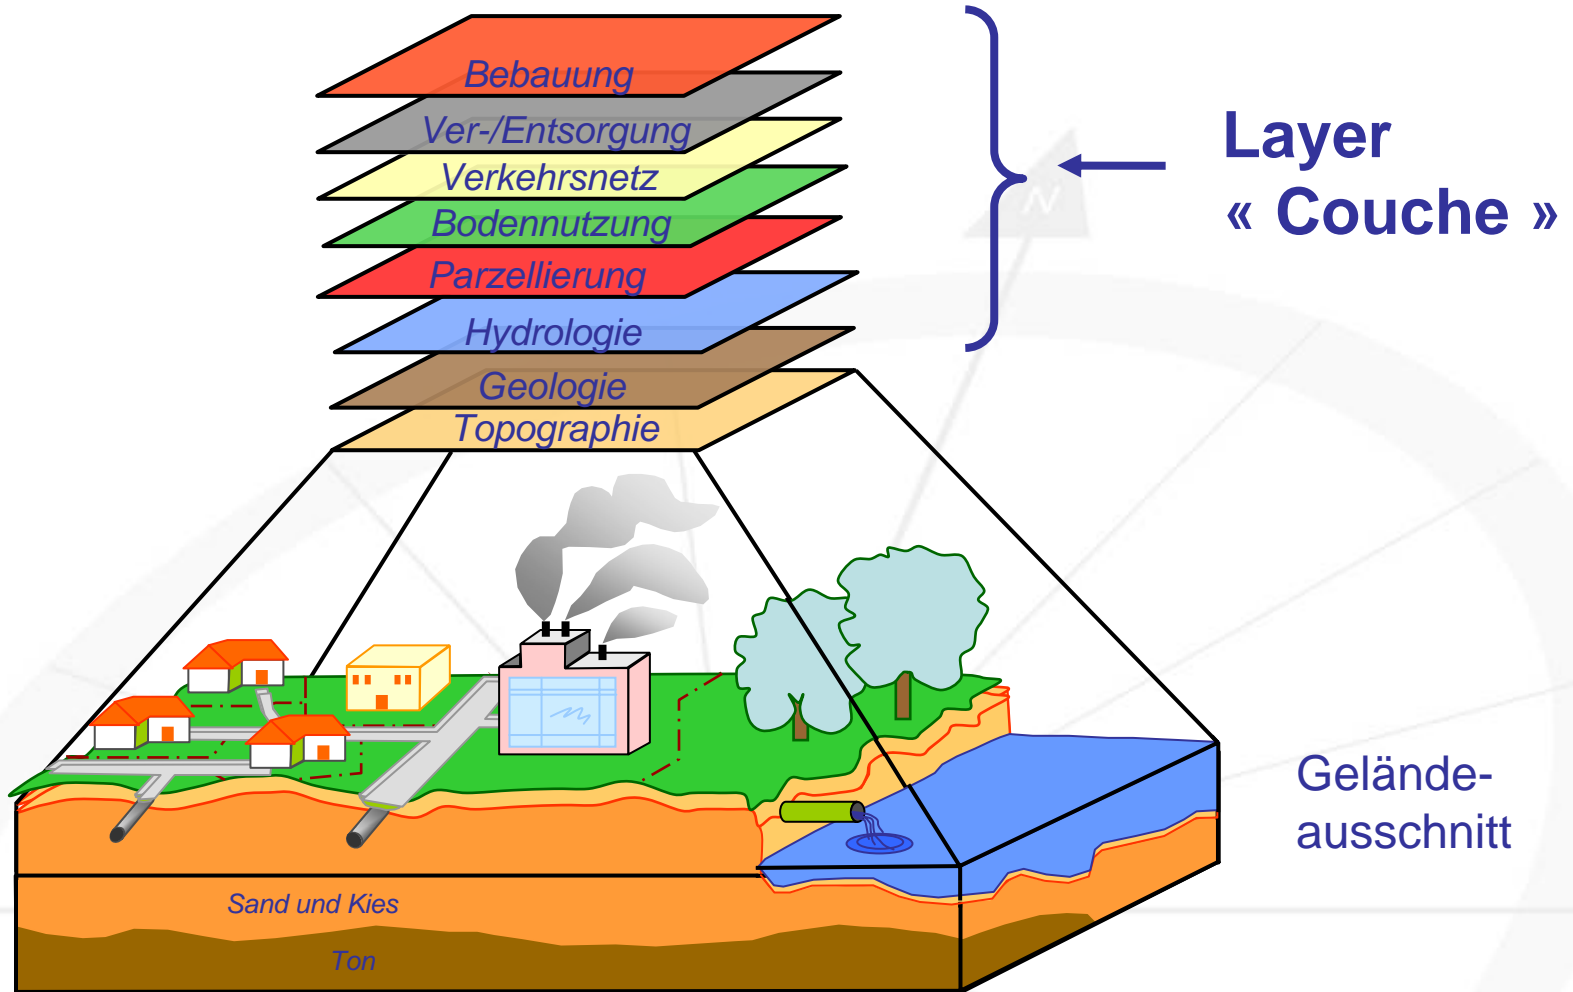 Bebauung
Ver-/Entsorgung
Verkehrsnetz
Bodennutzung
Parzellierung
Hydrologie
Geologie
Topographie
Layer
« Couche »
N
Gelände-
ausschnitt
Sand und Kies
Ton